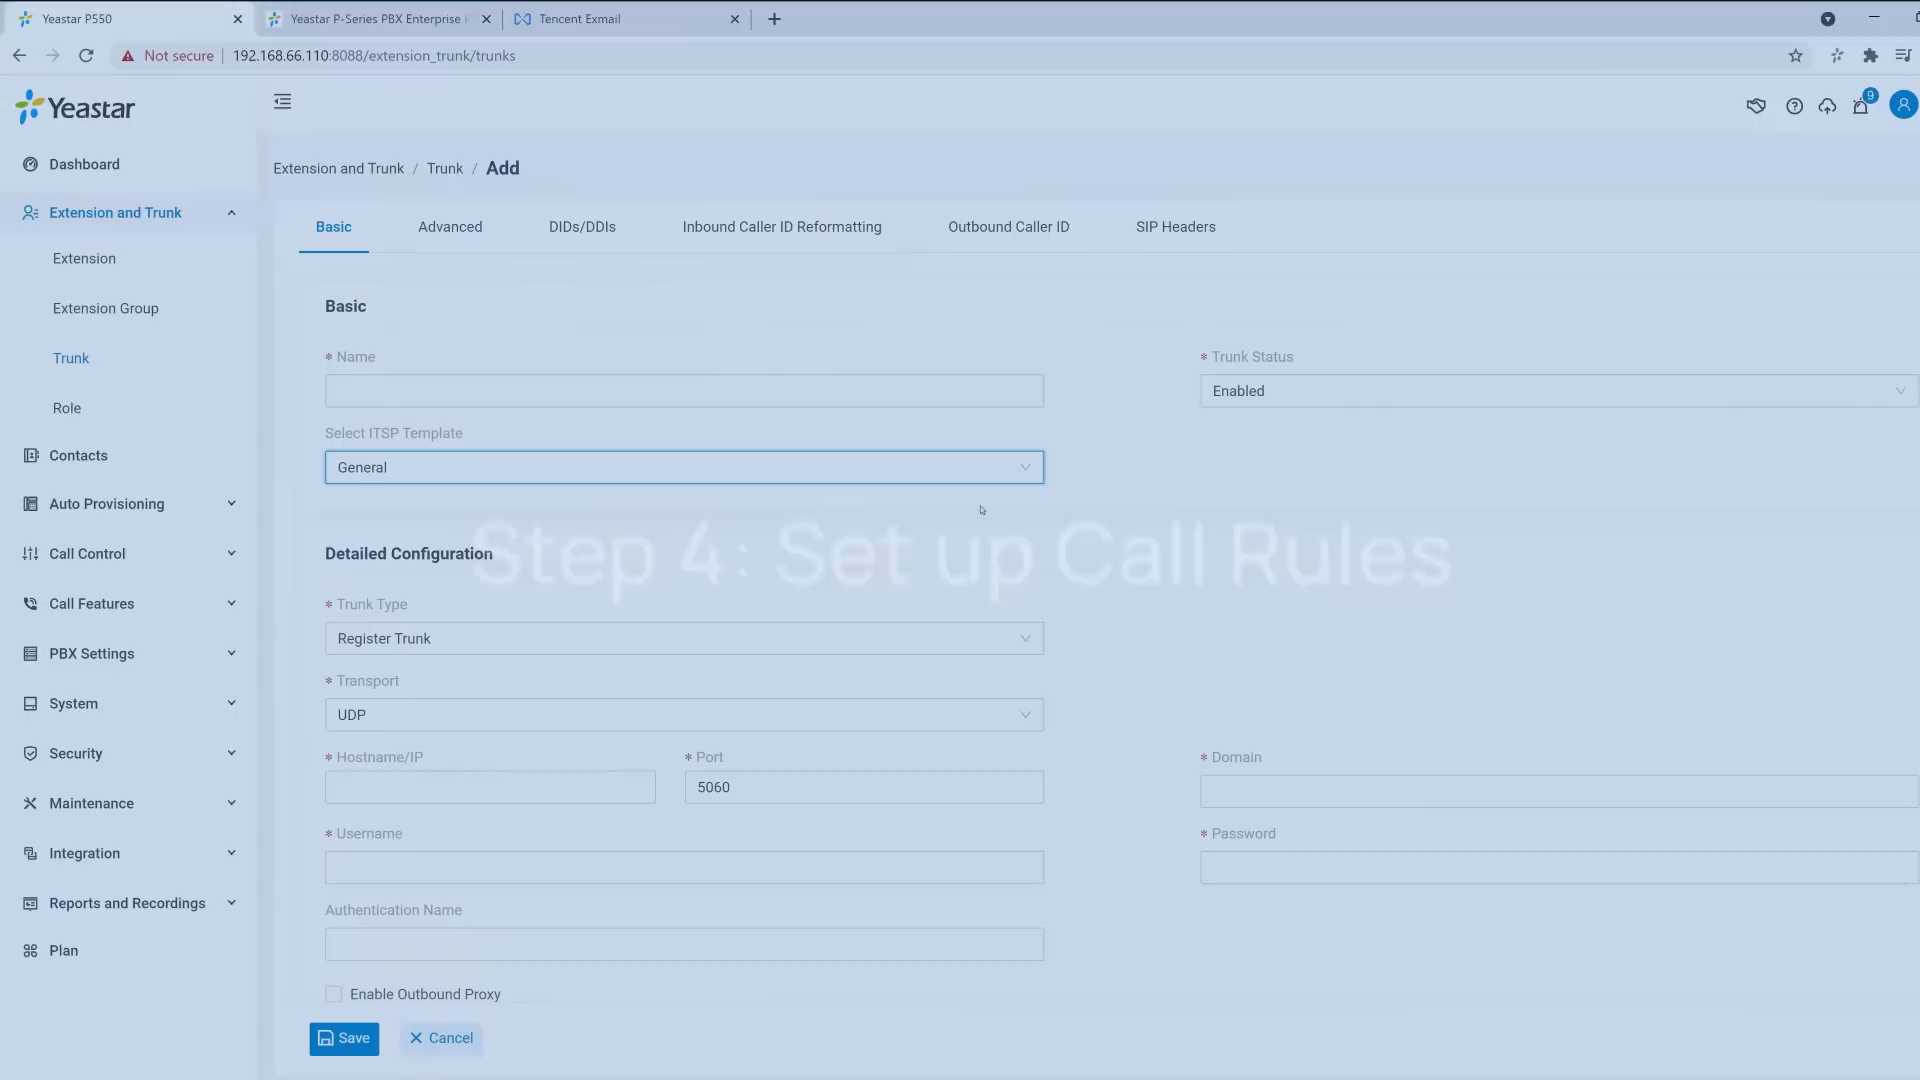 Yeastar P550
Yeastar P-Series PBX Enterprise
Tencent Exmail
Not secure
192.168.66.110:8088/extension_trunk/trunks
Yeastar
9
Dashboard
Extension and Trunk
Extension
Extension Group
Trunk
Role
Contacts
Auto Provisioning
Call Control
Call Features
PBX Settings
System
Security
Maintenance
Integration
Reports and Recordings
Plan
Extension and Trunk / Trunk / Add
Basic
Advanced
DIDs/DDIs
Inbound Caller ID Reformatting
Outbound Caller ID
SIP Headers
Basic
* Name
* Trunk Status
Enabled
Select ITSP Template
General
Step 4: Set up Call Rules
Detailed Configuration
* Trunk Type
Register Trunk
* Transport
UDP
* Hostname/IP
* Port
5060
* Domain
* Username
* Password
Authentication Name
Enable Outbound Proxy
Save
Cancel